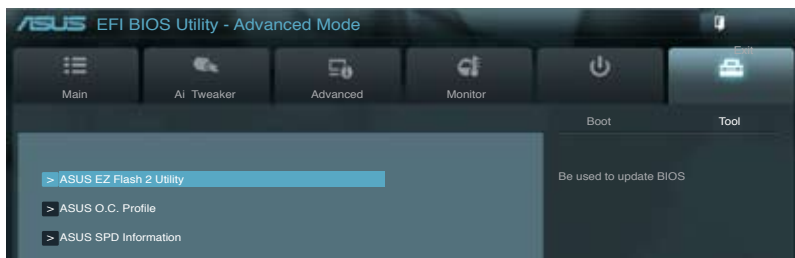 ASUS EFI BIOS Utility - Advanced Mode
Exit
Main Ai Tweaker Advanced Monitor
Boot Tool
> ASUS EZ Flash 2 Utility
Be used to update BIOS
> ASUS O.C. Profile
> ASUS SPD Information